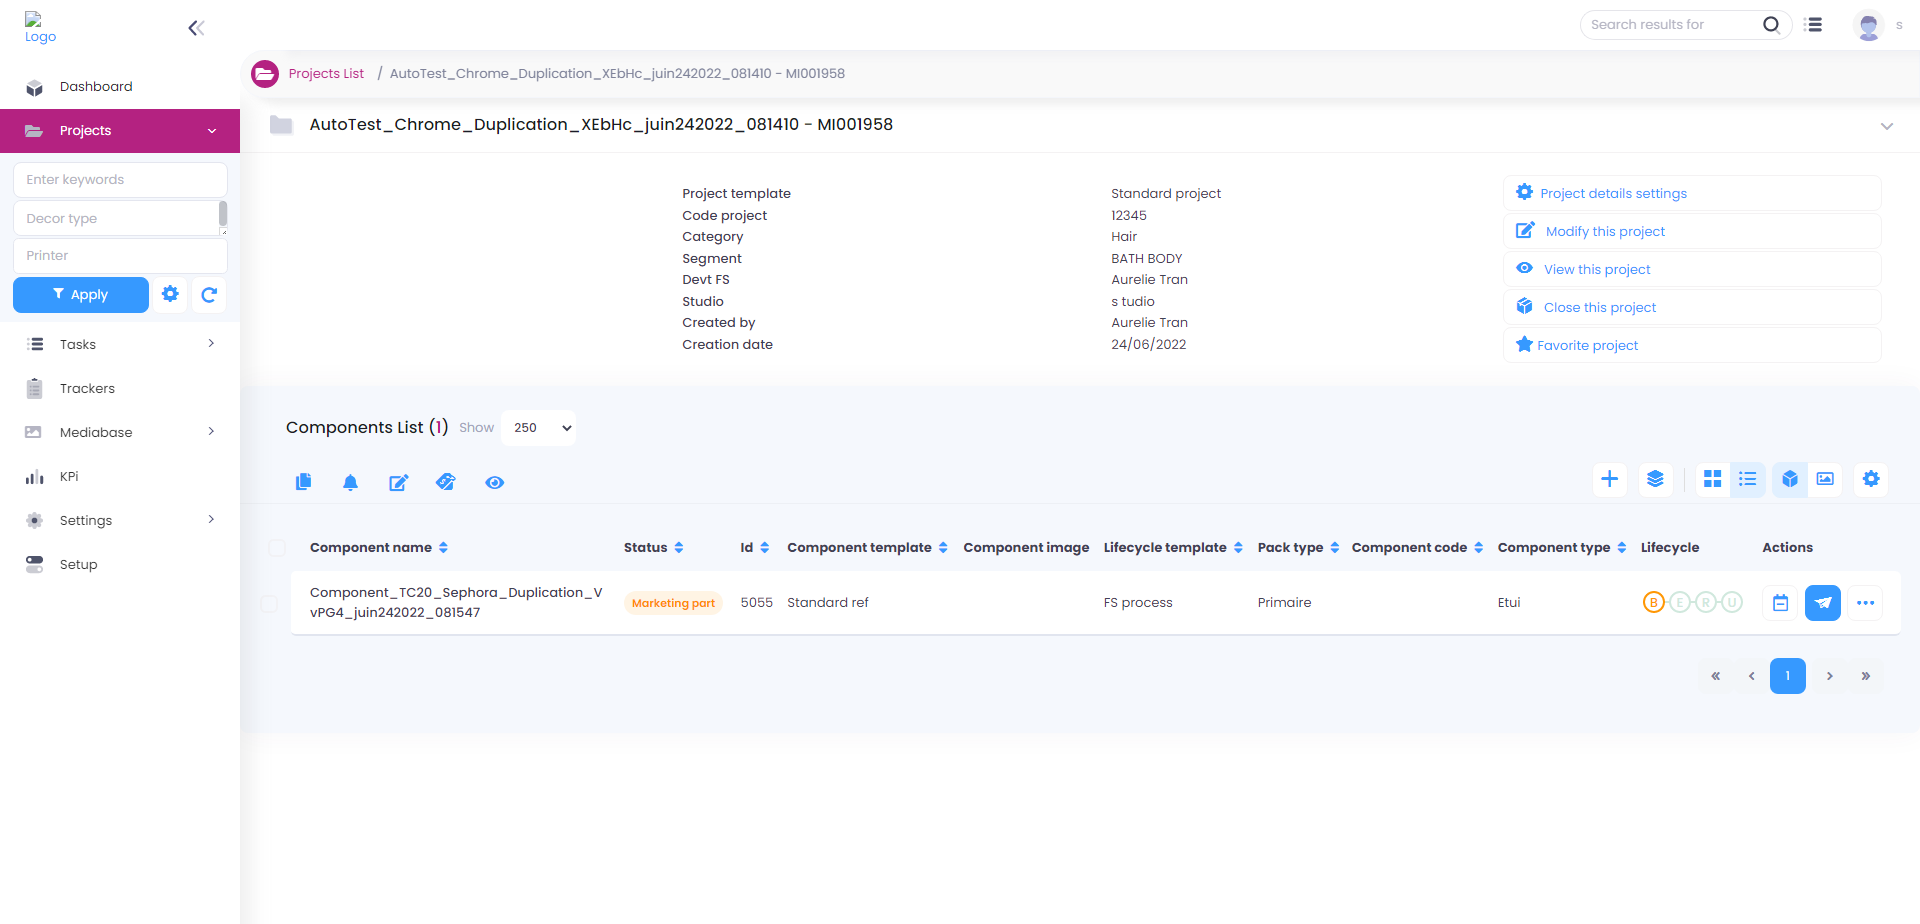 Logo
Search results for
s
Dashboard
Projects
Enter keywords
Decor type
Printer
Apply
Tasks
Trackers
Mediabase
KPi
Settings
Setup
Projects List / AutoTest_Chrome_Duplication_XEbHc_juin242022_081410 - MI001958
AutoTest_Chrome_Duplication_XEbHc_juin242022_081410 - MI001958
Project template Standard project
Code project 12345
Category Hair
Segment BATH BODY
Devt FS Aurelie Tran
Studio s tudio
Created by Aurelie Tran
Creation date 24/06/2022
Project details settings
Modify this project
View this project
Close this project
Favorite project
Components List (1) Show 250
Component name Status Id Component template Component image Lifecycle template Pack type Component code Component type Lifecycle Actions
Component_TC20_Sephora_Duplication_V
vPG4_juin242022_081547
Marketing part 5055 Standard ref FS process Primaire Etui B E R U
« ‹ 1 › »